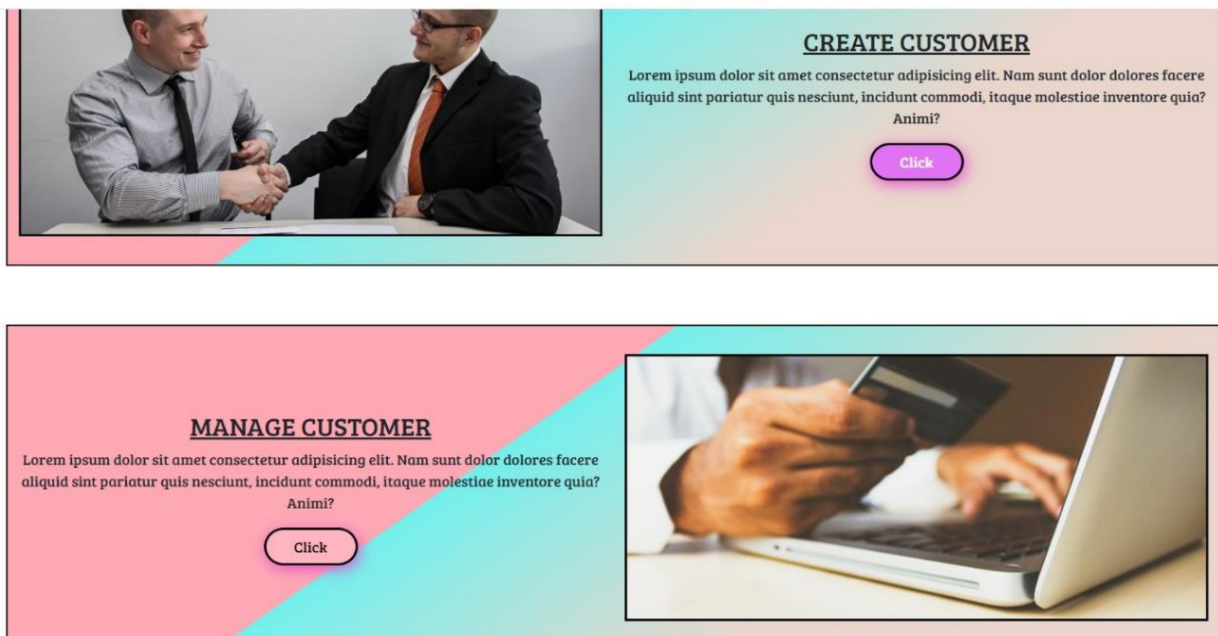 CREATE CUSTOMER
Lorem ipsum dolor sit amet consectetur adipisicing elit. Nam sunt dolor dolores facere
aliquid sint pariatur quis nesciunt, incidunt commodi, itaque molestiae inventore quia?
Animi?
Click
MANAGE CUSTOMER
Lorem ipsum dolor sit amet consectetur adipisicing elit. Nam sunt dolor dolores facere
aliquid sint pariatur quis nesciunt, incidunt commodi, itaque molestiae inventore quia?
Animi?
Click